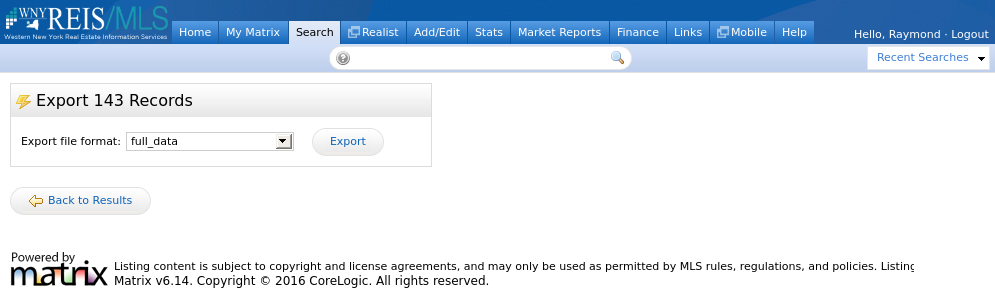 WNYREIS/MLS
Western New York Real Estate Information Services
Home My Matrix Search Realist Add/Edit Stats Market Reports Finance Links Mobile Help
Hello, Raymond · Logout
?
Recent Searches
Export 143 Records
Export file format: full_data Export
Back to Results
Powered by
matrix
Listing content is subject to copyright and license agreements, and may only be used as permitted by MLS rules, regulations, and policies. Listing
Matrix v6.14. Copyright © 2016 CoreLogic. All rights reserved.